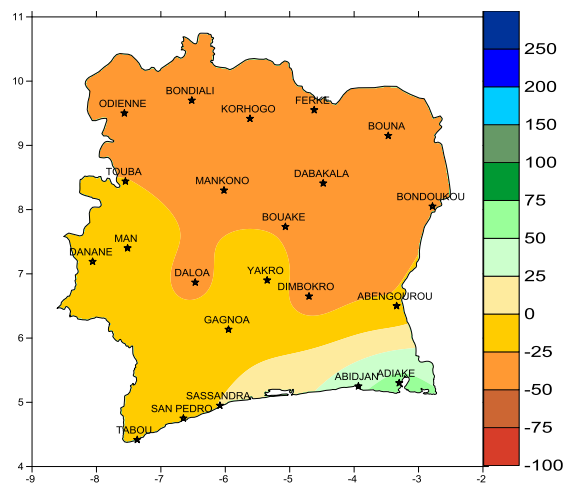 11
10
9
8
7
6
5
4
-9
-8
-7
-6
-5
-4
-3
-2
BONDIALI
ODIENNE
FERKE
KORHOGO
BOUNA
TOUBA
DABAKALA
MANKONO
BONDOUKOU
BOUAKE
MAN
DANANE
DALOA
YAKRO
DIMBOKRO
ABENGOUROU
GAGNOA
ABIDJAN
ADIAKE
SASSANDRA
SAN PEDRO
TABOU
250
200
150
100
75
50
25
0
-25
-50
-75
-100